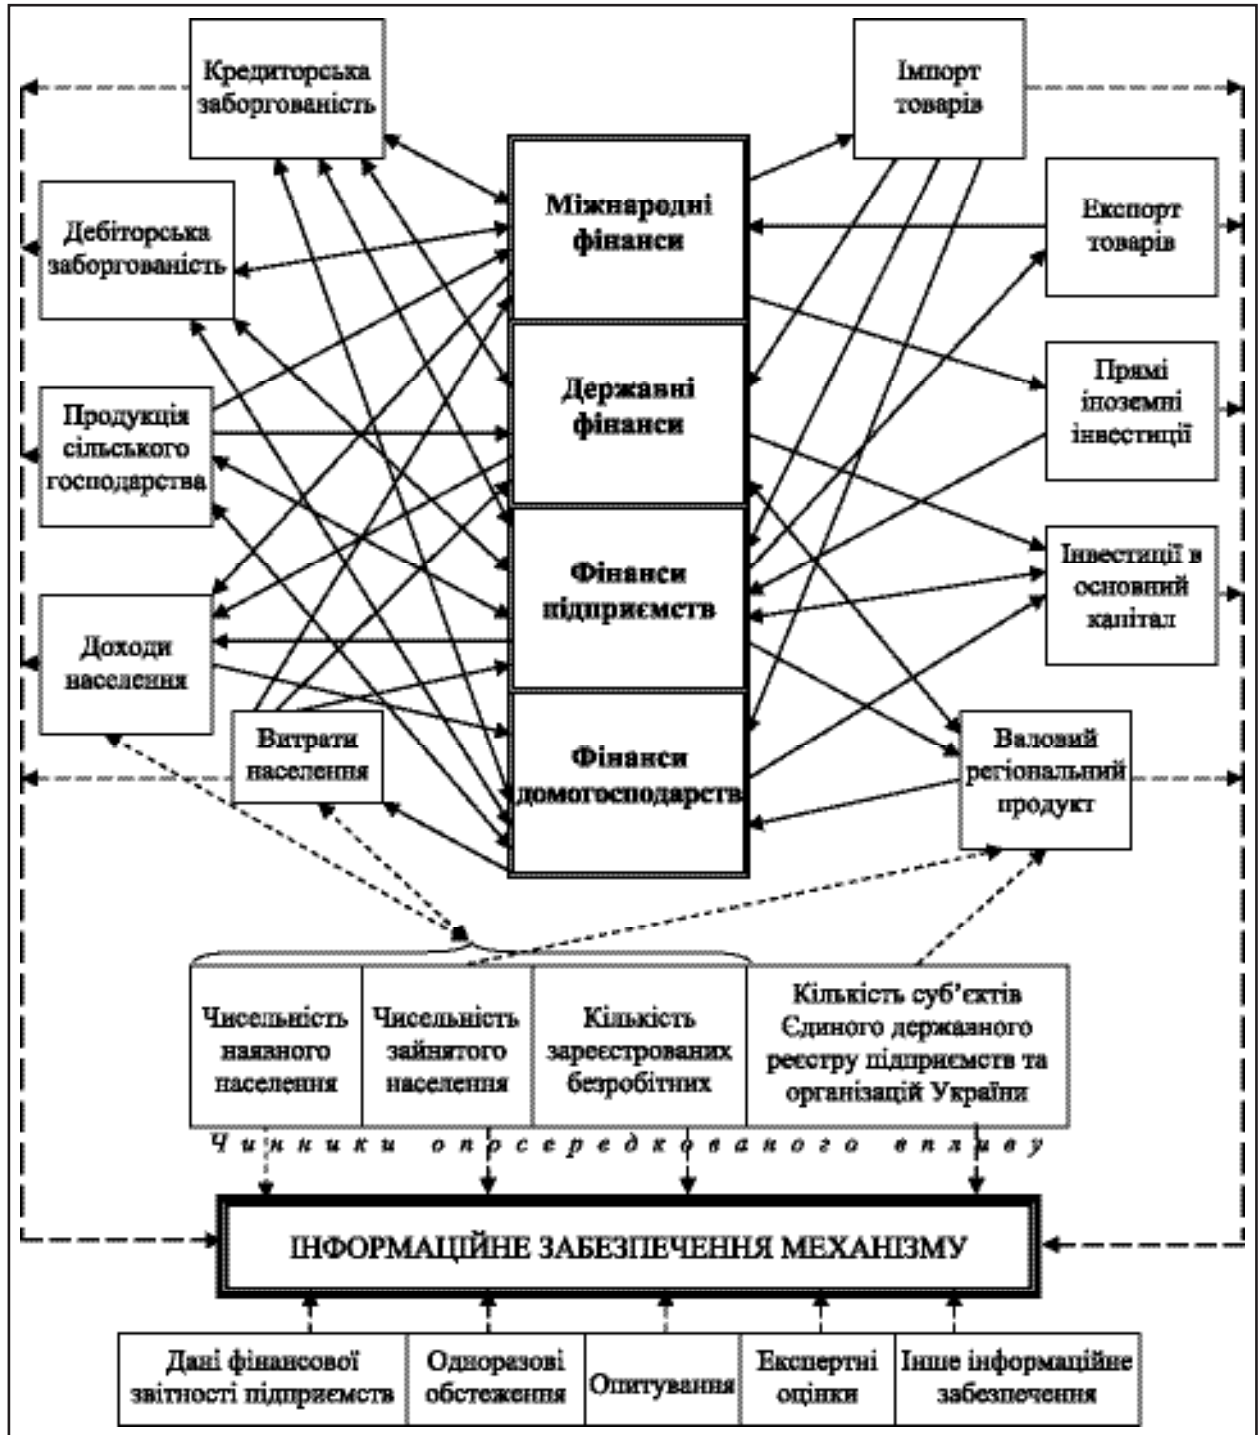 Кредиторська
заборгованість
Імпорт
товарів
Міжнародні
фінанси
Експорт
товарів
Дебіторська
заборгованість
Прямі
іноземні
інвестиції
Державні
фінанси
Продукція
сільського
господарства
Інвестиції в
основний
капітал
Фінанси
підприємств
Доходи
населення
Витрати
населення
Фінанси
домогосподарств
Валовий
регіональний
продукт
Чисельність
наявного
населення
Чисельність
зайнятого
населення
Кількість
зареєстрованих
безробітних
Кількість суб’єктів
Єдиного державного
реєстру підприємств та
організацій України
Чинники опосередкованого впливу
ІНФОРМАЦІЙНЕ ЗАБЕЗПЕЧЕННЯ МЕХАНІЗМУ
Дані фінансової
звітності підприємств
Одноразові
обстеження
Опитування
Експертні
оцінки
Інше інформаційне
забезпечення